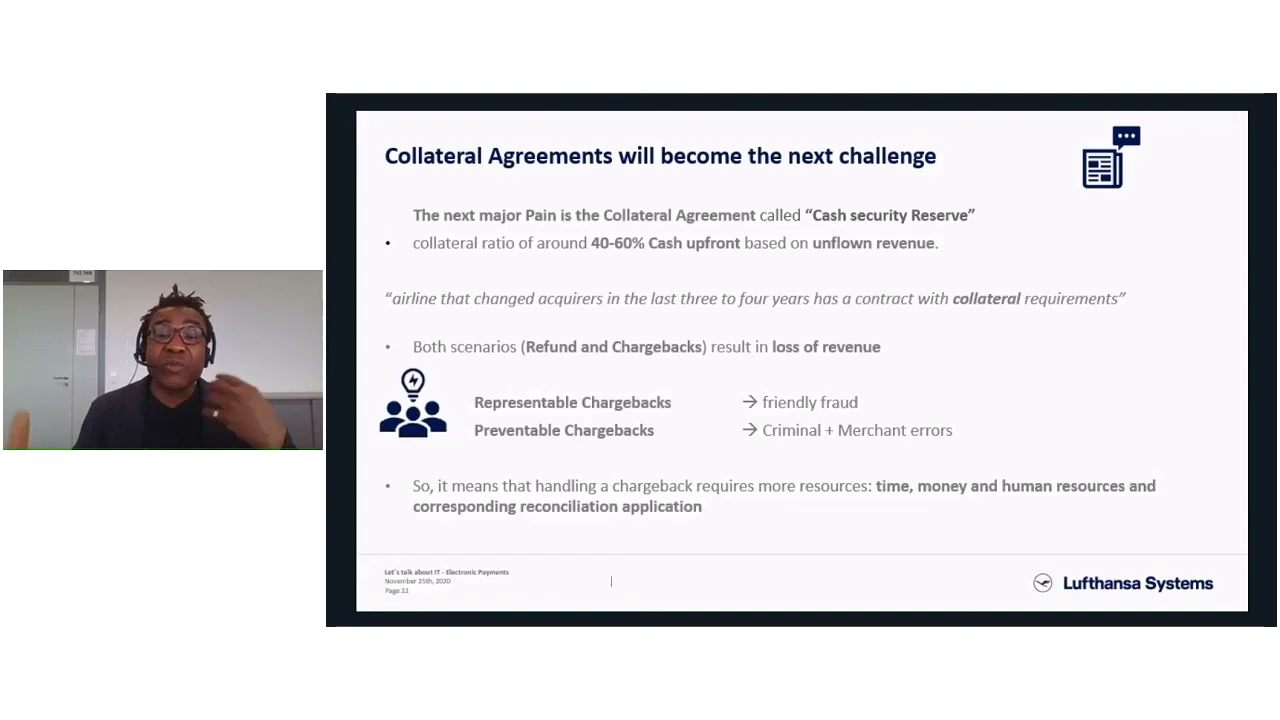 Collateral Agreements will become the next challenge
The next major Pain is the Collateral Agreement called “Cash security Reserve”
• collateral ratio of around 40-60% Cash upfront based on unflown revenue.
“airline that changed acquirers in the last three to four years has a contract with collateral requirements”
• Both scenarios (Refund and Chargebacks) result in loss of revenue
Representable Chargebacks → friendly fraud
Preventable Chargebacks → Criminal + Merchant errors
• So, it means that handling a chargeback requires more resources: time, money and human resources and
corresponding reconciliation application
Let's talk about IT - Electronic Payments
November 25th, 2020
|
Lufthansa Systems